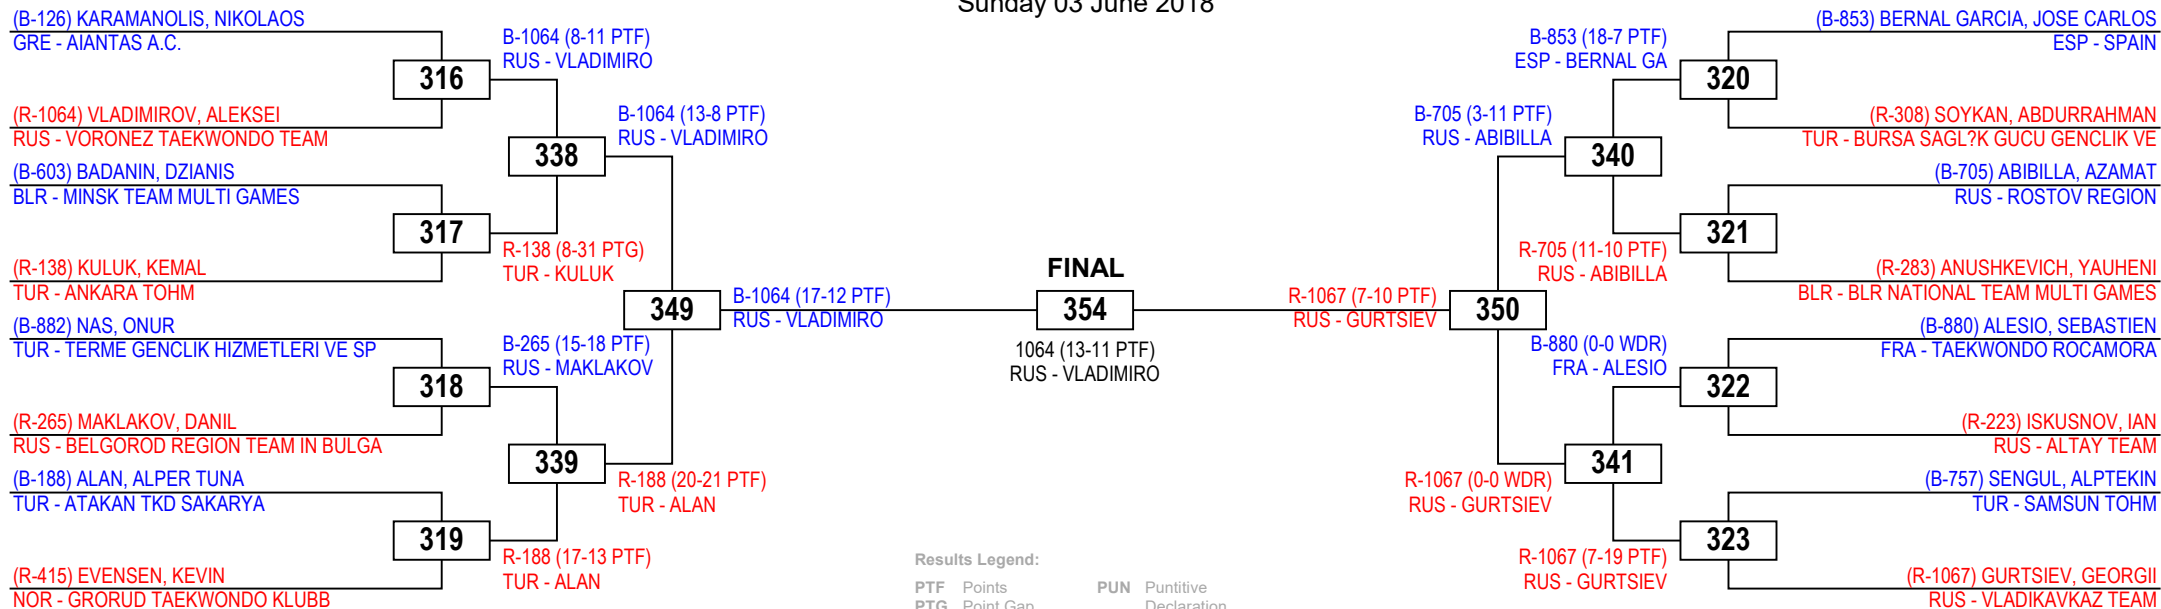 Sunday 03 June 2018
(B-126) KARAMANOLIS, NIKOLAOS
GRE - AIANTAS A.C.
316
(R-1064) VLADIMIROV, ALEKSEI
RUS - VORONEZ TAEKWONDO TEAM
(B-603) BADANIN, DZIANIS
BLR - MINSK TEAM MULTI GAMES
317
(R-138) KULUK, KEMAL
TUR - ANKARA TOHM
(B-882) NAS, ONUR
TUR - TERME GENCLIK HIZMETLERI VE SP
318
(R-265) MAKLAKOV, DANIL
RUS - BELGOROD REGION TEAM IN BULGA
(B-188) ALAN, ALPER TUNA
TUR - ATAKAN TKD SAKARYA
319
(R-415) EVENSEN, KEVIN
NOR - GRORUD TAEKWONDO KLUBB
B-1064 (8-11 PTF)
RUS - VLADIMIRO
338
R-138 (8-31 PTG)
TUR - KULUK
B-265 (15-18 PTF)
RUS - MAKLAKOV
339
R-188 (17-13 PTF)
TUR - ALAN
B-1064 (13-8 PTF)
RUS - VLADIMIRO
349
R-188 (20-21 PTF)
TUR - ALAN
B-1064 (17-12 PTF)
RUS - VLADIMIRO
FINAL
354
1064 (13-11 PTF)
RUS - VLADIMIRO
R-1067 (7-10 PTF)
RUS - GURTSIEV
350
B-705 (3-11 PTF)
RUS - ABIBILLA
340
R-1067 (0-0 WDR)
RUS - GURTSIEV
341
B-853 (18-7 PTF)
ESP - BERNAL GA
320
R-705 (11-10 PTF)
RUS - ABIBILLA
321
B-880 (0-0 WDR)
FRA - ALESIO
322
R-1067 (7-19 PTF)
RUS - GURTSIEV
323
(B-853) BERNAL GARCIA, JOSE CARLOS
ESP - SPAIN
(R-308) SOYKAN, ABDURRAHMAN
TUR - BURSA SAGL?K GUCU GENCLIK VE
(B-705) ABIBILLA, AZAMAT
RUS - ROSTOV REGION
(R-283) ANUSHKEVICH, YAUHENI
BLR - BLR NATIONAL TEAM MULTI GAMES
(B-880) ALESIO, SEBASTIEN
FRA - TAEKWONDO ROCAMORA
(R-223) ISKUSNOV, IAN
RUS - ALTAY TEAM
(B-757) SENGUL, ALPTEKIN
TUR - SAMSUN TOHM
(R-1067) GURTSIEV, GEORGII
RUS - VLADIKAVKAZ TEAM
Results Legend:
PTF Points PUN Puntitive
PTG Point Gap Declaration